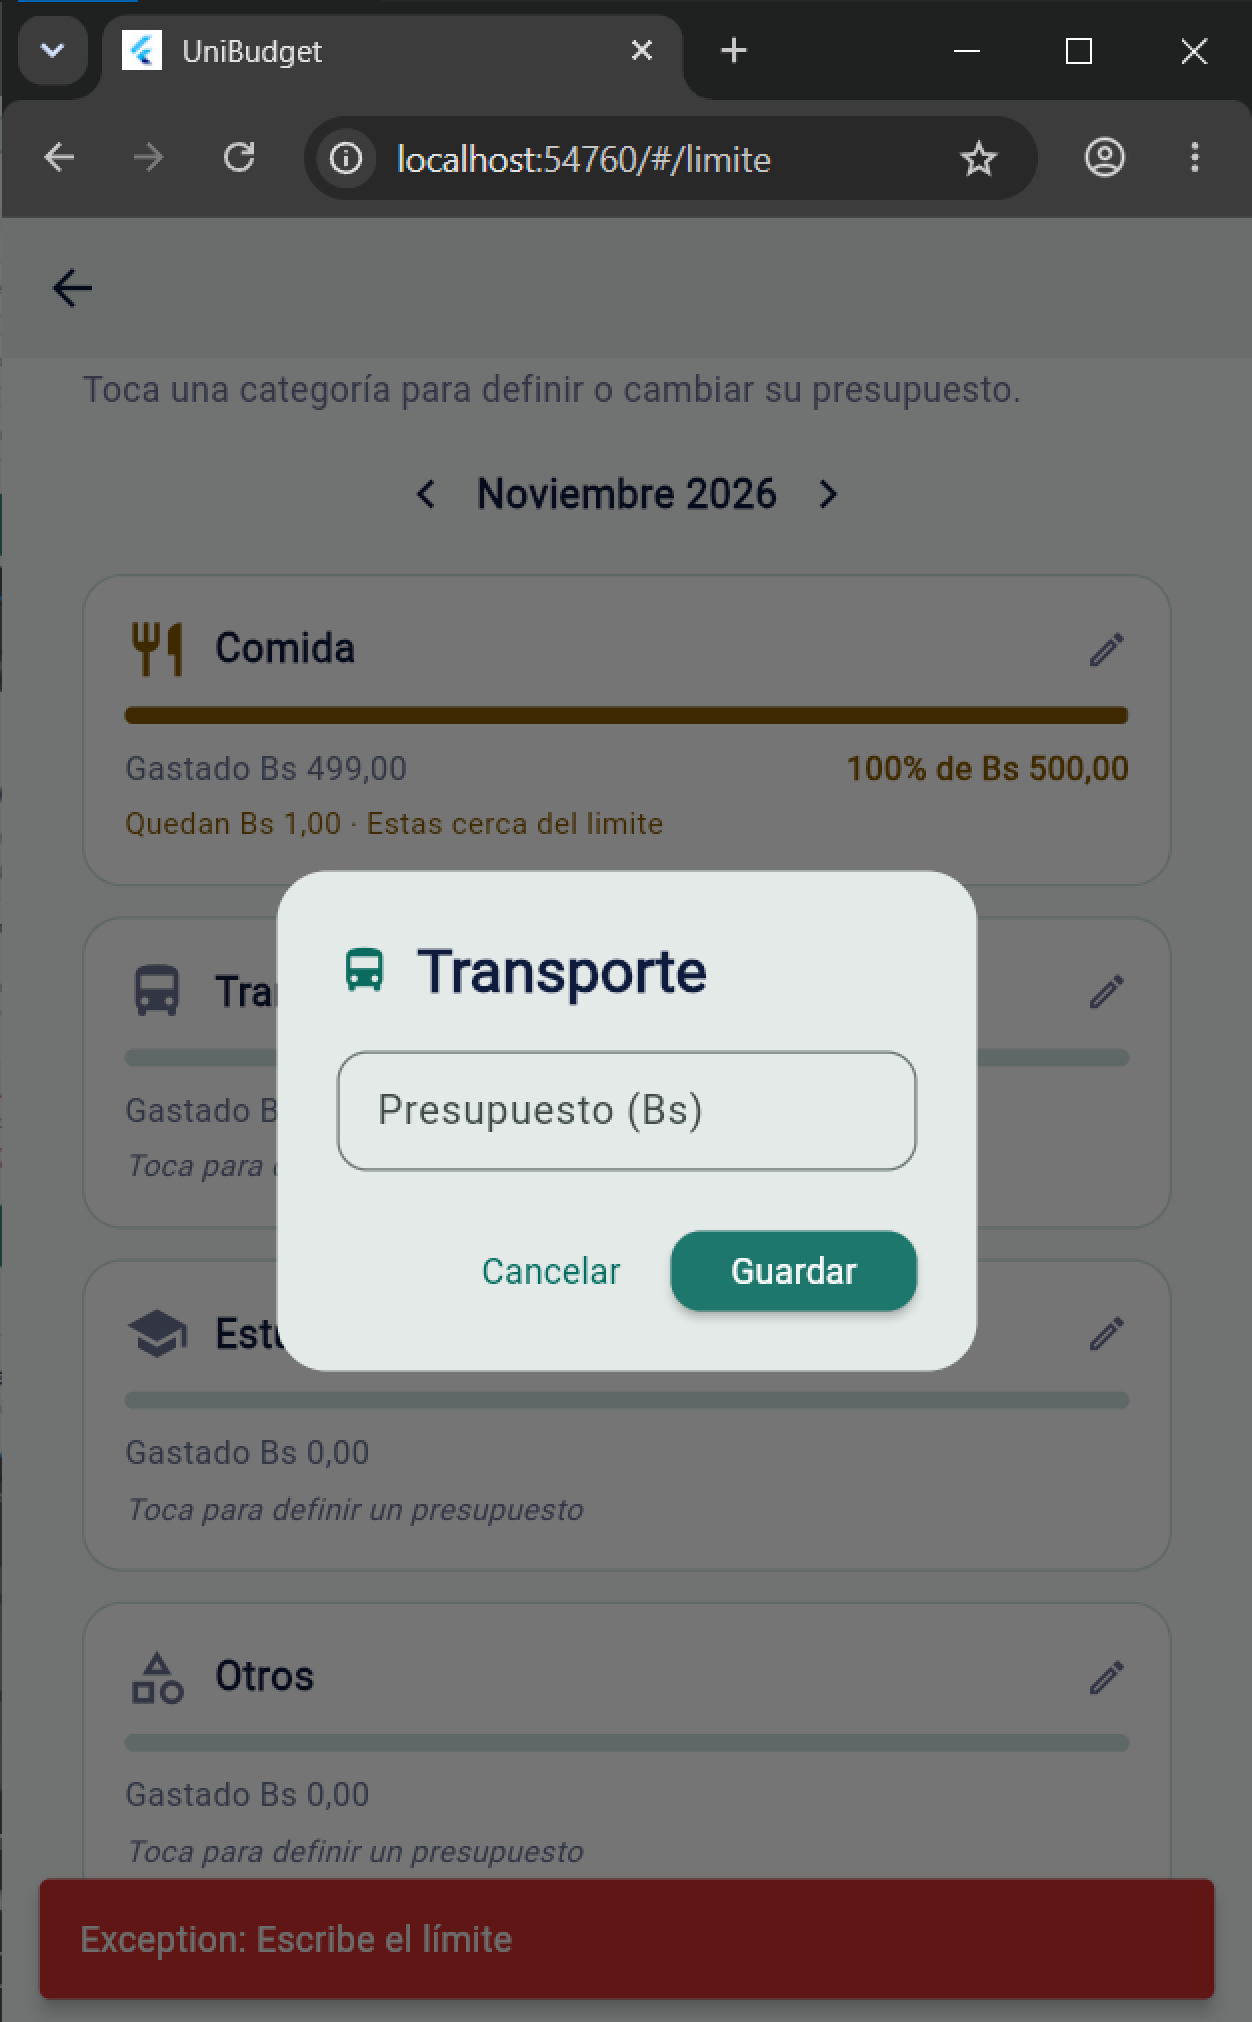 UniBudget
localhost:54760/#/limite
Toca una categoría para definir o cambiar su presupuesto.
Noviembre 2026
Comida
Gastado Bs 499,00
100% de Bs 500,00
Quedan Bs 1,00 · Estas cerca del limite
Tra
Gastado B
Toca para
Transporte
Presupuesto (Bs)
Cancelar
Guardar
Est
Gastado Bs 0,00
Toca para definir un presupuesto
Otros
Gastado Bs 0,00
Toca para definir un presupuesto
Exception: Escribe el límite